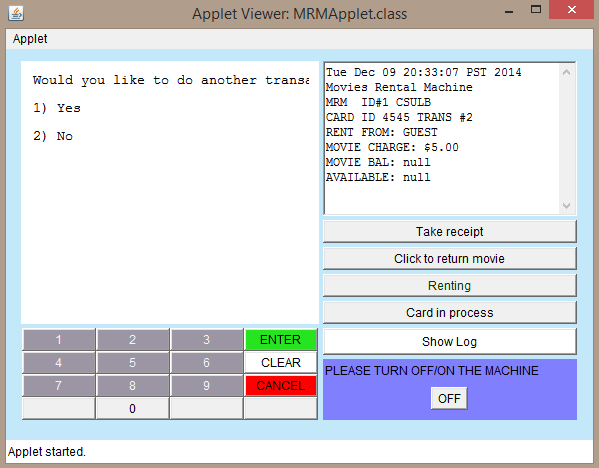 Applet Viewer: MRMApplet.class
Applet
Would you like to do another transa
1) Yes
2) No
Tue Dec 09 20:33:07 PST 2014
Movies Rental Machine
MRM  ID#1 CSULB
CARD ID 4545 TRANS #2
RENT FROM: GUEST
MOVIE CHARGE: $5.00
MOVIE BAL: null
AVAILABLE: null
Take receipt
Click to return movie
Renting
Card in process
Show Log
1 2 3 ENTER
4 5 6 CLEAR
7 8 9 CANCEL
0
PLEASE TURN OFF/ON THE MACHINE
OFF
Applet started.